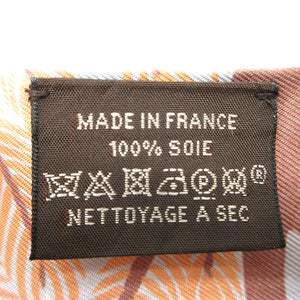 MADE IN FRANCE
100% SOIE
P ®
NETTOYAGE A SEC